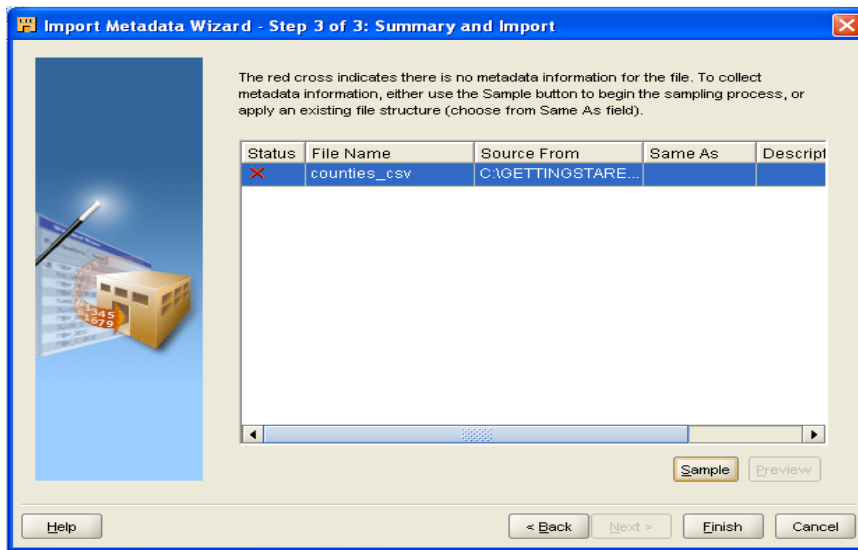 Import Metadata Wizard - Step 3 of 3: Summary and Import
The red cross indicates there is no metadata information for the file. To collect
metadata information, either use the Sample button to begin the sampling process, or
apply an existing file structure (choose from Same As field).
Status File Name Source From Same As Descript
counties_csv C:\GETTINGSTARE...
Sample Preview
Help < Back Next > Finish Cancel